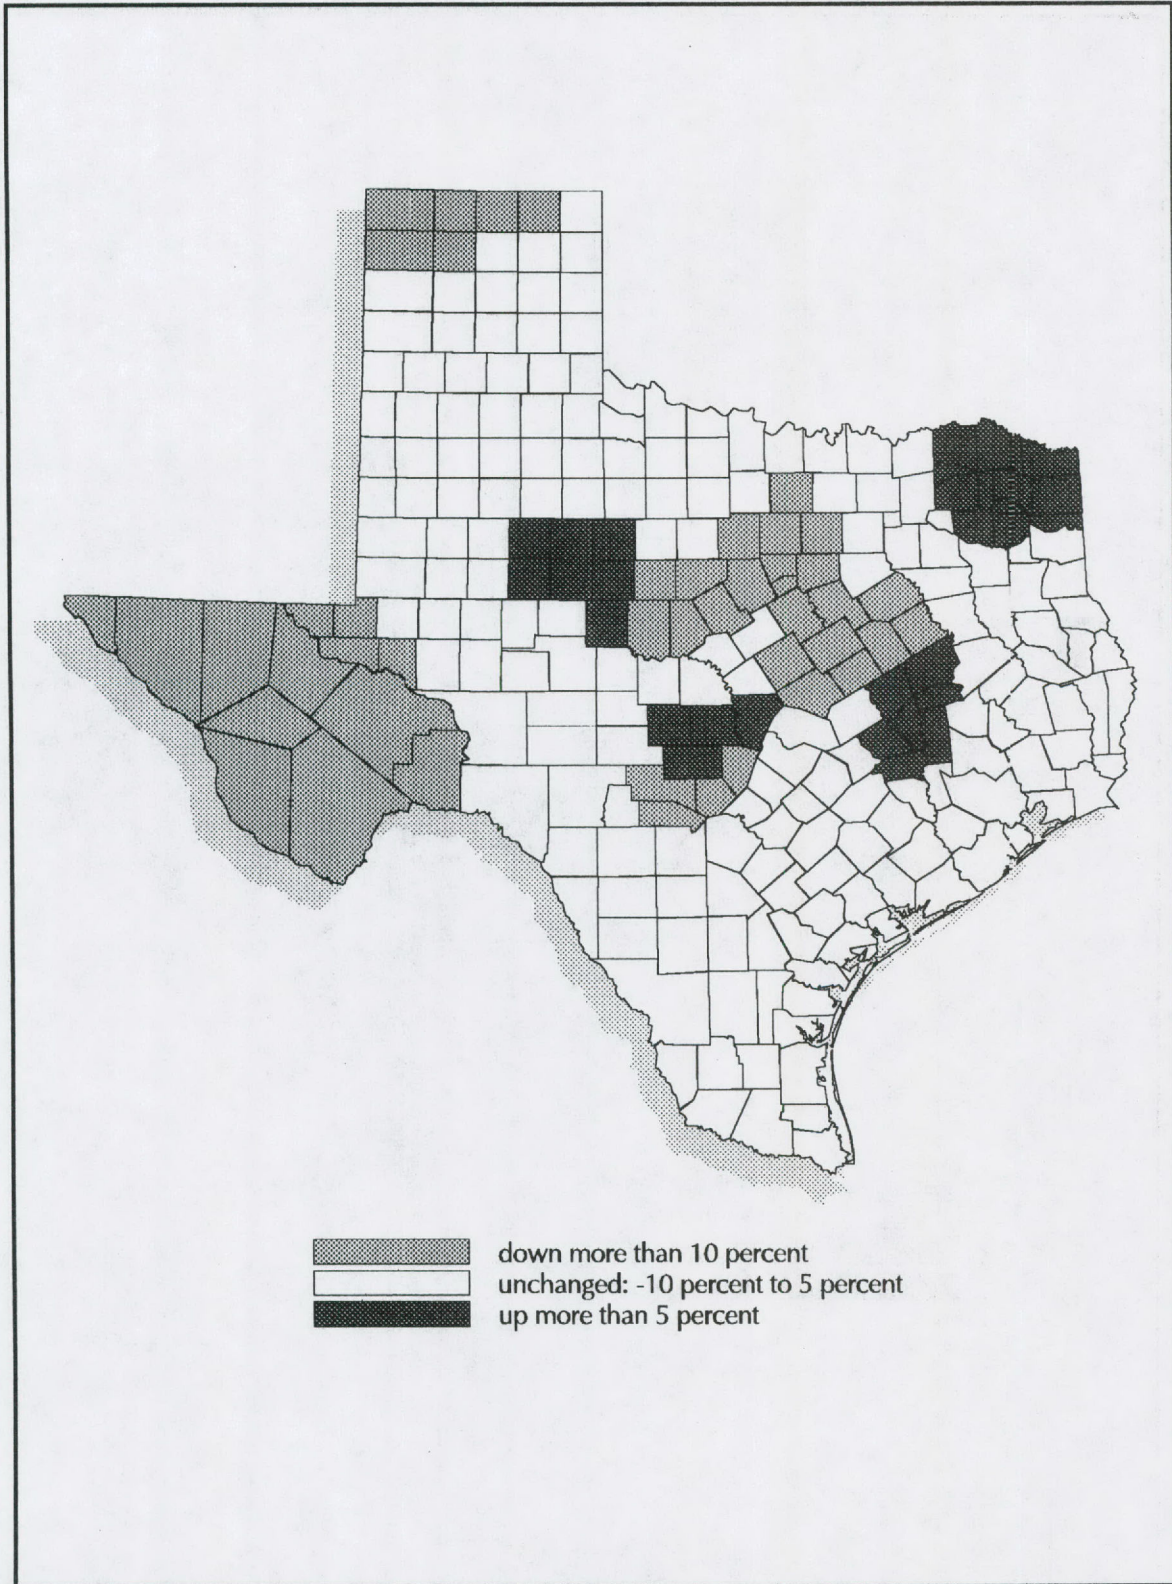 down more than 10 percent
unchanged: -10 percent to 5 percent
up more than 5 percent